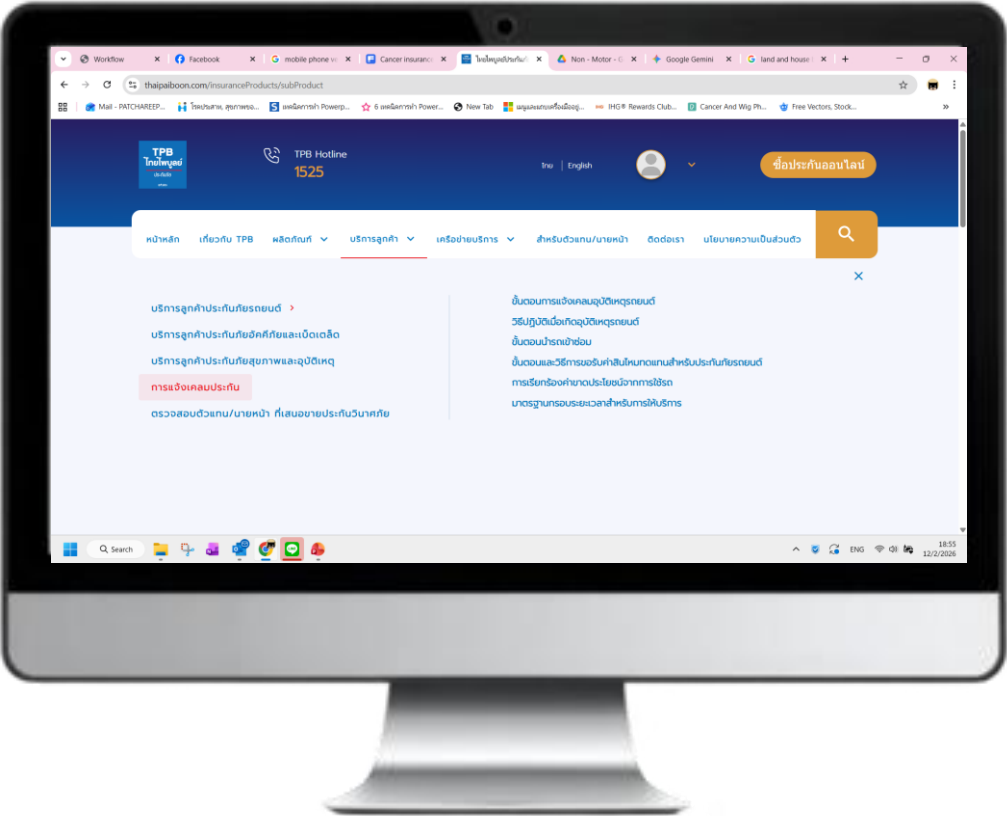 Workflow
Facebook
mobile phone
Cancer insuranc
Non - Motor - G
Google Gemini
land and house
thaipaiboon.com/insuranceProducts/subProduct
Mail - PATCHAREEP...
6 เทคนิคการทำ Power...
New Tab
IHG® Rewards Club...
Cancer And Wig Ph...
Free Vectors, Stock...
TPB
ไทยไพบูลย์
ประกันภัย
TPB Hotline
1525
ไทย | English
ซื้อประกันออนไลน์
หน้าหลัก เกี่ยวกับ TPB ผลิตภัณฑ์ บริการลูกค้า เครือข่ายบริการ สำหรับตัวแทน/นายหน้า ติดต่อเรา นโยบายความเป็นส่วนตัว
บริการลูกค้าประกันภัยรถยนต์
บริการลูกค้าประกันภัยอัคคีภัยและเบ็ดเตล็ด
บริการลูกค้าประกันภัยสุขภาพและอุบัติเหตุ
การแจ้งเคลมประกัน
ตรวจสอบตัวแทน/นายหน้า ที่เสนอขายประกันวินาศภัย
ขั้นตอนการแจ้งเคลมอุบัติเหตุรถยนต์
วิธีปฏิบัติเมื่อเกิดอุบัติเหตุรถยนต์
ขั้นตอนนำรถเข้าซ่อม
ขั้นตอนและวิธีการขอรับค่าสินไหมทดแทนสำหรับประกันภัยรถยนต์
การเรียกร้องค่าขาดประโยชน์จากการใช้รถ
มาตรฐานกรอบระยะเวลาสำหรับการให้บริการ
Search
ENG
18:55
12/2/2026